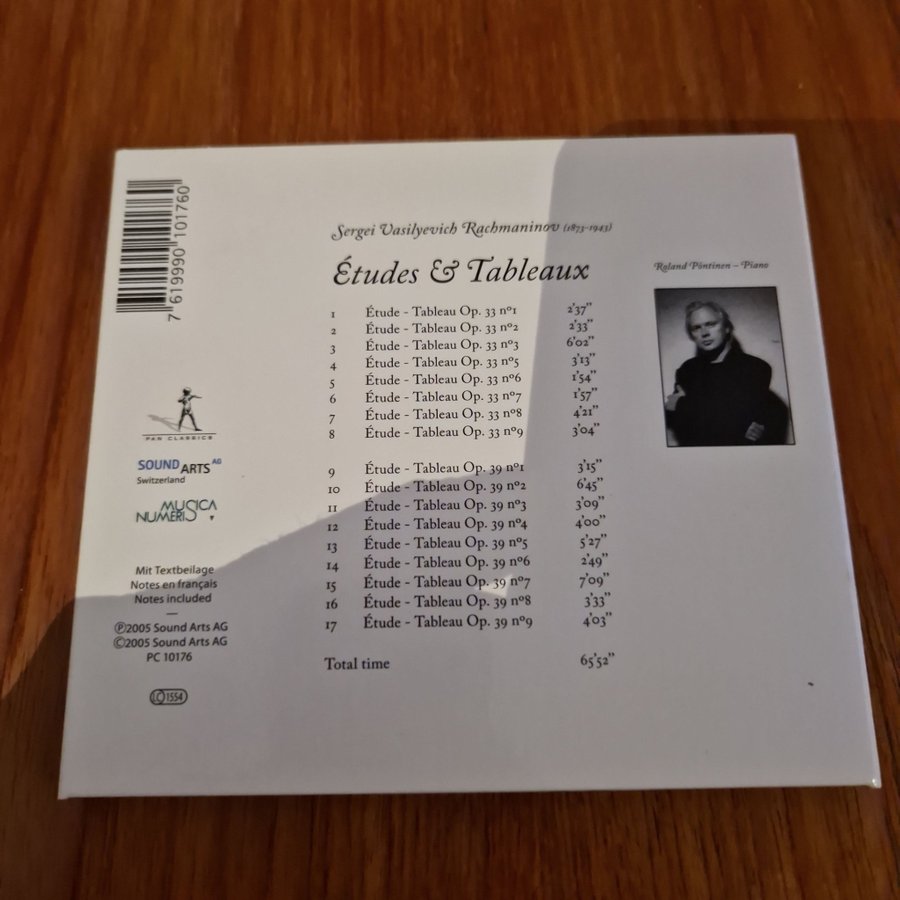 7 619990 101760
PAN CLASSICS
SOUND ARTS AG
Switzerland
MUSICA
NUMERIS
Mit Textbeilage
Notes en français
Notes included
℗2005 Sound Arts AG
©2005 Sound Arts AG
PC 10176
LC 1554
Sergei Vasilyevich Rachmaninov (1873-1943)
Études & Tableaux
1 Étude - Tableau Op. 33 nº1 2’37”
2 Étude - Tableau Op. 33 nº2 2’33”
3 Étude - Tableau Op. 33 nº3 6’02”
4 Étude - Tableau Op. 33 nº5 3’13”
5 Étude - Tableau Op. 33 nº6 1’54”
6 Étude - Tableau Op. 33 nº7 1’57”
7 Étude - Tableau Op. 33 nº8 4’21”
8 Étude - Tableau Op. 33 nº9 3’04”
9 Étude - Tableau Op. 39 nº1 3’15”
10 Étude - Tableau Op. 39 nº2 6’45”
11 Étude - Tableau Op. 39 nº3 3’09”
12 Étude - Tableau Op. 39 nº4 4’00”
13 Étude - Tableau Op. 39 nº5 5’27”
14 Étude - Tableau Op. 39 nº6 2’49”
15 Étude - Tableau Op. 39 nº7 7’09”
16 Étude - Tableau Op. 39 nº8 3’33”
17 Étude - Tableau Op. 39 nº9 4’03”
Total time 65’52”
Roland Pöntinen – Piano